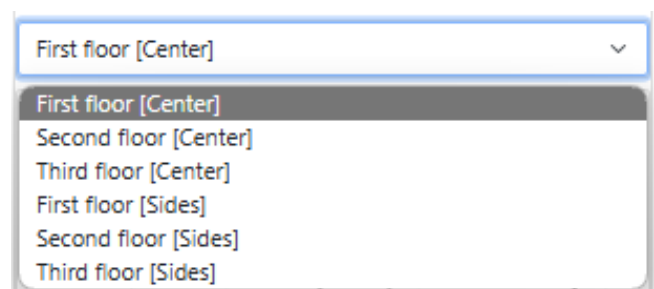 First floor [Center]
First floor [Center]
Second floor [Center]
Third floor [Center]
First floor [Sides]
Second floor [Sides]
Third floor [Sides]